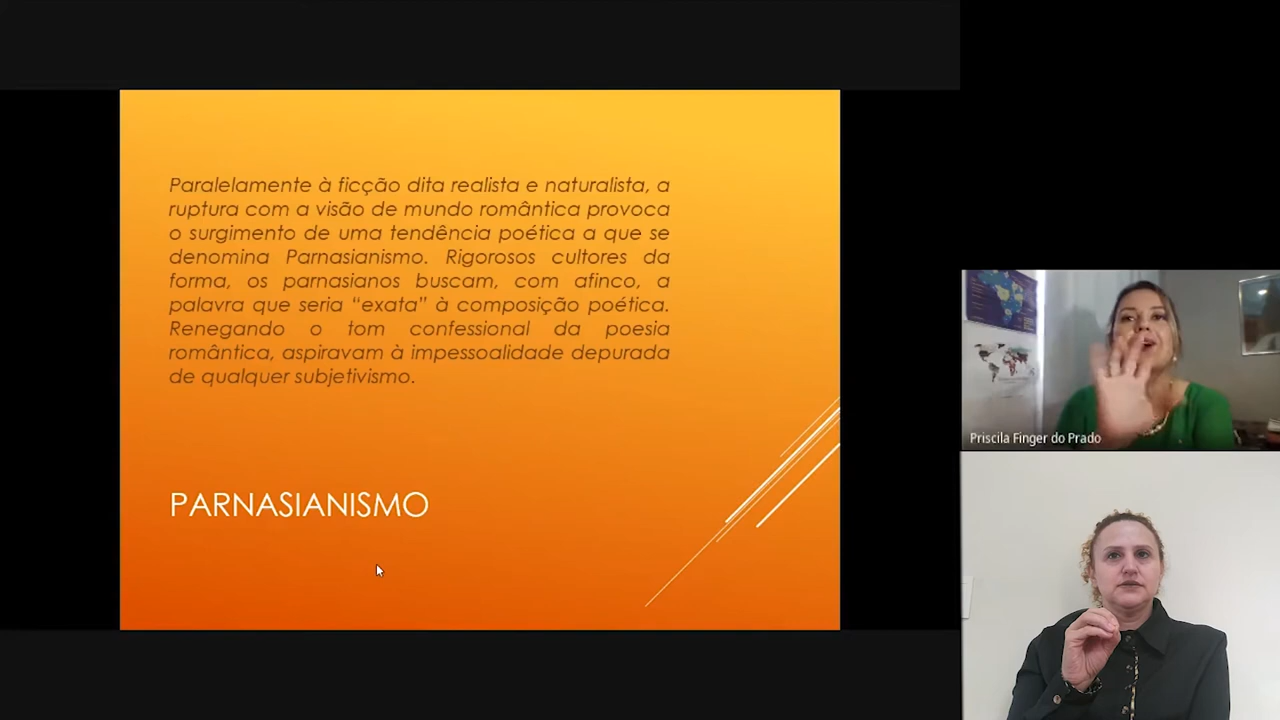 Paralelamente à ficção dita realista e naturalista, a
ruptura com a visão de mundo romântica provoca
o surgimento de uma tendência poética a que se
denomina Parnasianismo. Rigorosos cultores da
forma, os parnasianos buscam, com afinco, a
palavra que seria “exata” à composição poética.
Renegando o tom confessional da poesia
romântica, aspiravam à impessoalidade depurada
de qualquer subjetivismo.
PARNASIANISMO
Priscila Finger do Prado